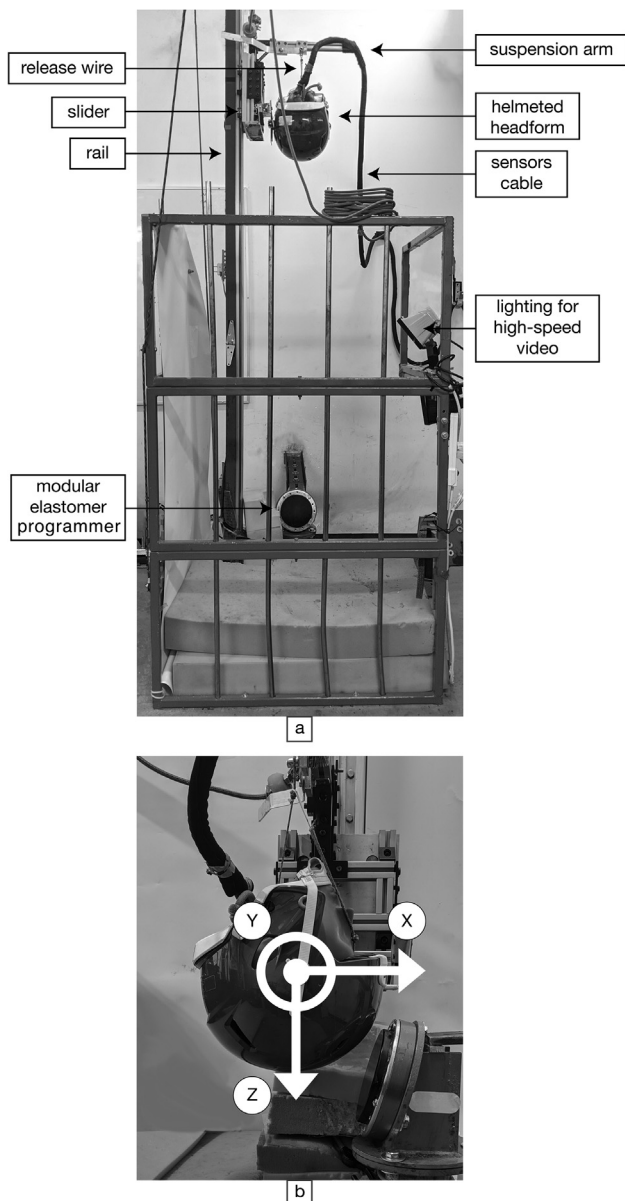 release wire
suspension arm
slider
helmeted
headform
rail
sensors
cable
lighting for
high-speed
video
modular
elastomer
programmer
a
Y
X
Z
b